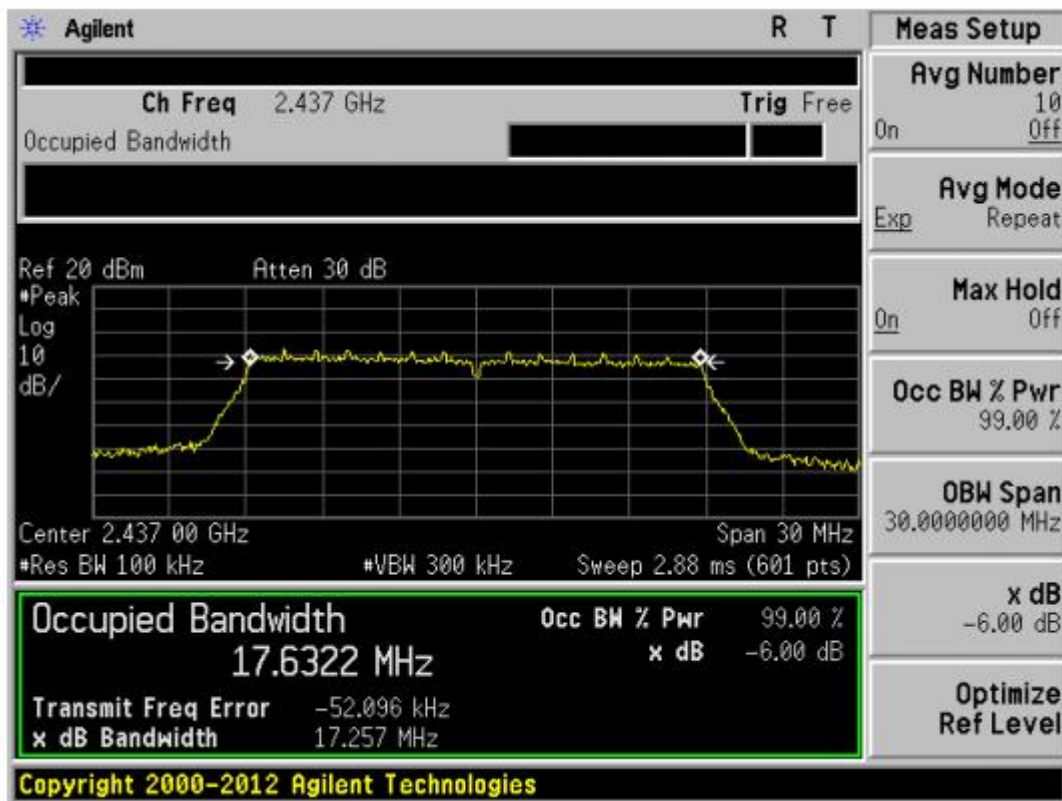 Agilent R T
Ch Freq 2.437 GHz Trig Free
Occupied Bandwidth
Ref 20 dBm Atten 30 dB
#Peak
Log
10
dB/
Center 2.437 00 GHz Span 30 MHz
#Res BW 100 kHz #VBW 300 kHz Sweep 2.88 ms (601 pts)
Occupied Bandwidth Occ BW % Pwr 99.00 %
17.6322 MHz x dB -6.00 dB
Transmit Freq Error -52.096 kHz
x dB Bandwidth 17.257 MHz
Copyright 2000-2012 Agilent Technologies
Meas Setup
Avg Number
10
On Off
Avg Mode
Exp Repeat
Max Hold
On Off
Occ BW % Pwr
99.00 %
OBW Span
30.0000000 MHz
x dB
-6.00 dB
Optimize
Ref Level